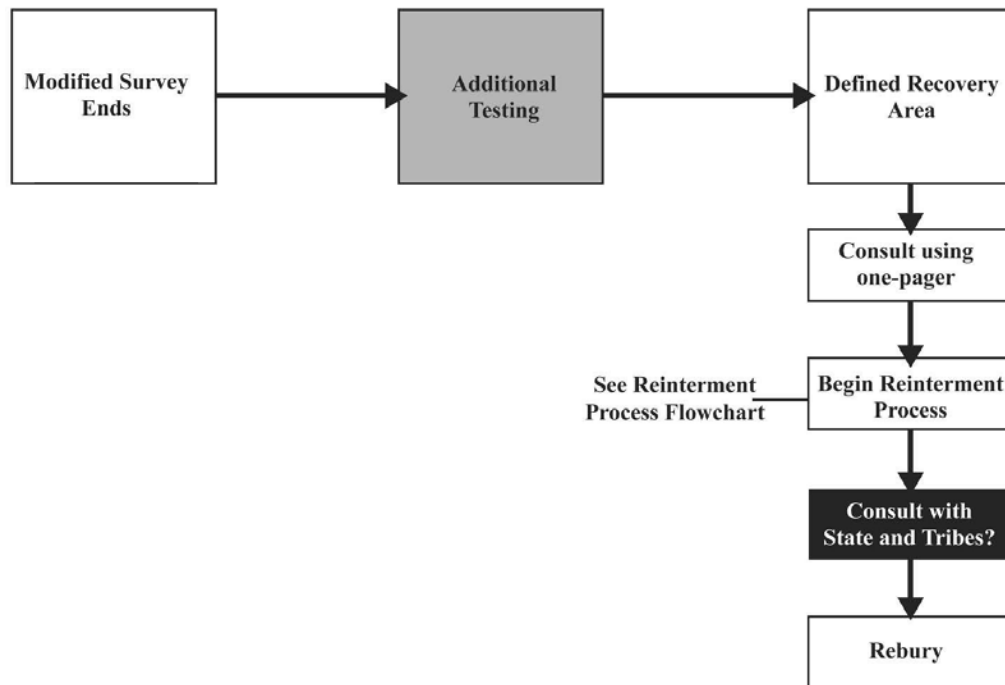 Modified Survey
Ends
Additional
Testing
Defined Recovery
Area
Consult using
one-pager
See Reinterment
Process Flowchart
Begin Reinterment
Process
Consult with
State and Tribes?
Rebury